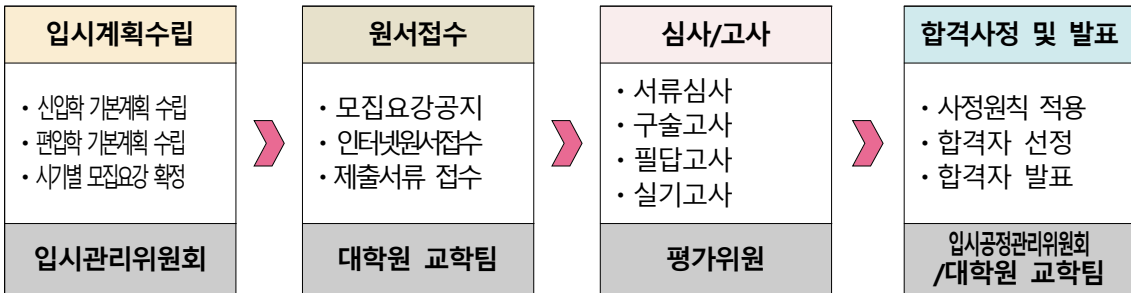 입시계획수립
· 신입학 기본계획 수립
· 편입학 기본계획 수립
· 시기별 모집요강 확정
입시관리위원회
원서접수
· 모집요강공지
· 인터넷원서접수
· 제출서류 접수
대학원 교학팀
심사/고사
· 서류심사
· 구술고사
· 필답고사
· 실기고사
평가위원
합격사정 및 발표
· 사정원칙 적용
· 합격자 선정
· 합격자 발표
입시공정관리위원회
/대학원 교학팀